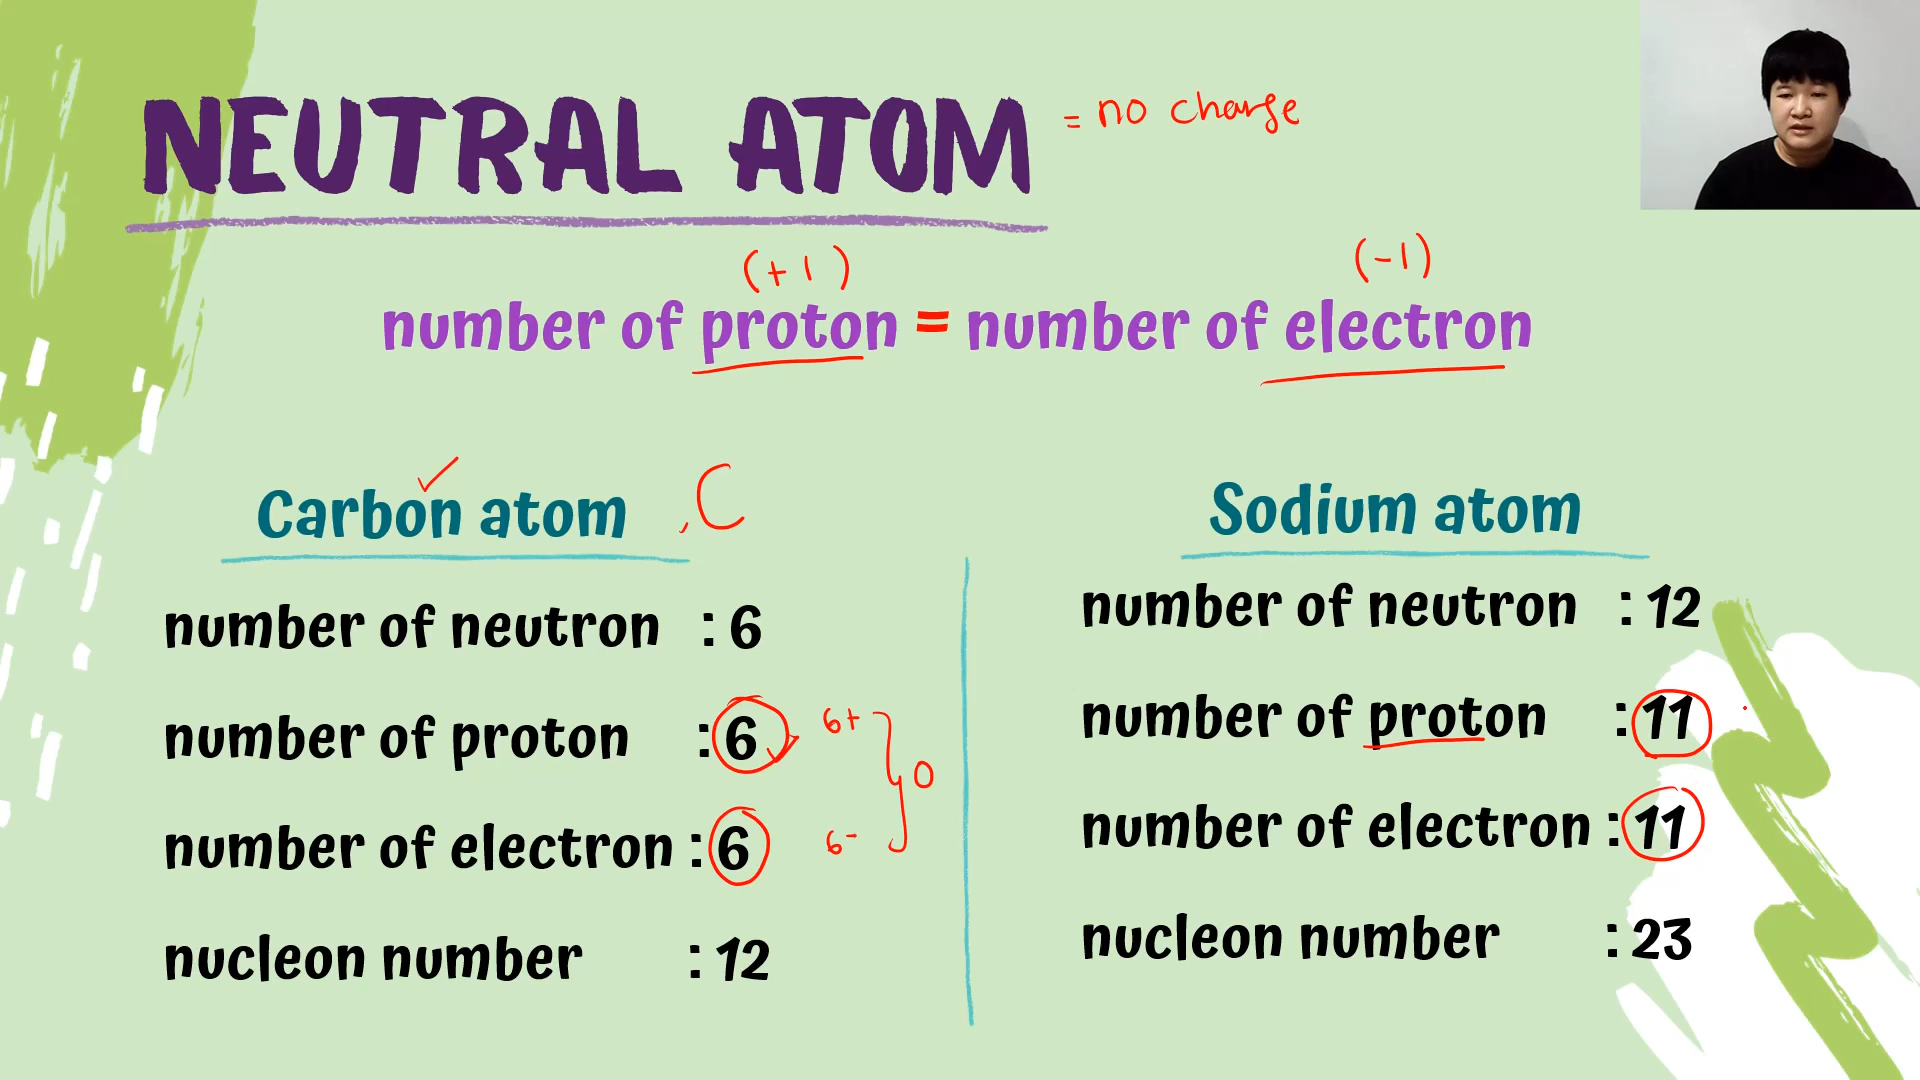 NEUTRAL ATOM = no charge
(+1) (-1)
number of proton = number of electron
Carbon atom , C
number of neutron : 6
number of proton : 6 6+
0
number of electron : 6 6-
nucleon number : 12
Sodium atom
number of neutron : 12
number of proton : 11
number of electron : 11
nucleon number : 23